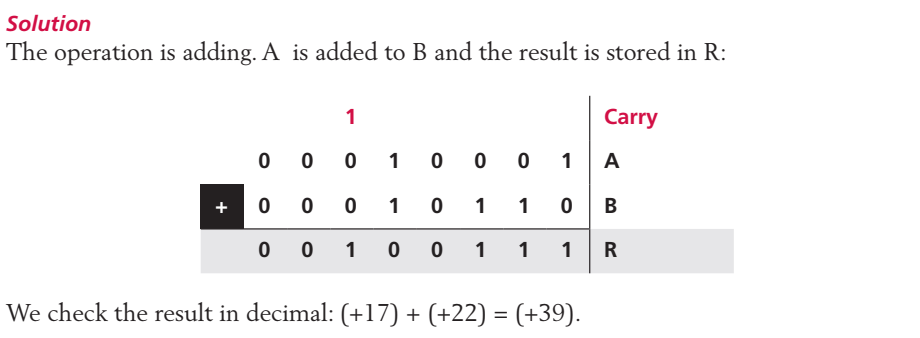 Solution
The operation is adding. A is added to B and the result is stored in R:
1 Carry
0 0 0 1 0 0 0 1 A
+ 0 0 0 1 0 1 1 0 B
0 0 1 0 0 1 1 1 R
We check the result in decimal: (+17) + (+22) = (+39).